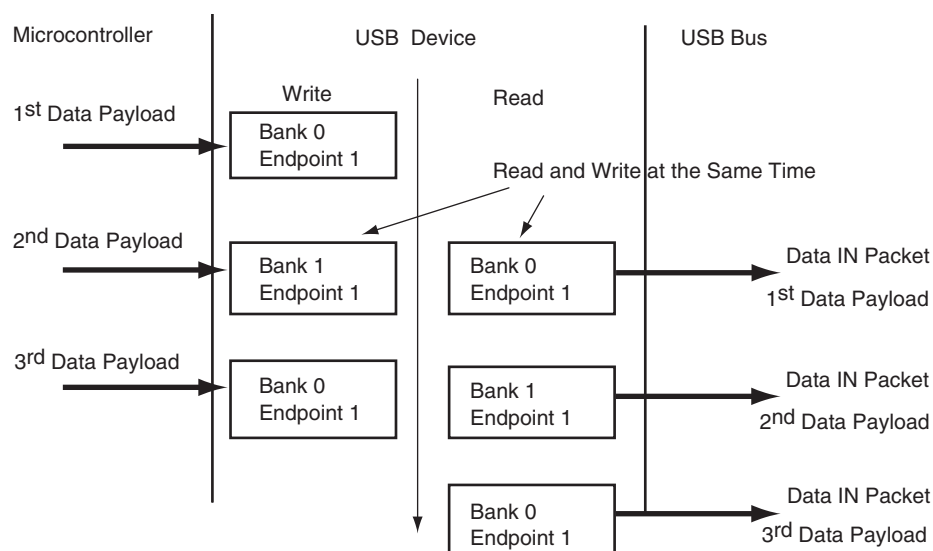 Microcontroller
USB Device
USB Bus
Write
Read
1st Data Payload
Bank 0
Endpoint 1
Read and Write at the Same Time
2nd Data Payload
Bank 1
Endpoint 1
Bank 0
Endpoint 1
Data IN Packet
1st Data Payload
3rd Data Payload
Bank 0
Endpoint 1
Bank 1
Endpoint 1
Data IN Packet
2nd Data Payload
Bank 0
Endpoint 1
Data IN Packet
3rd Data Payload